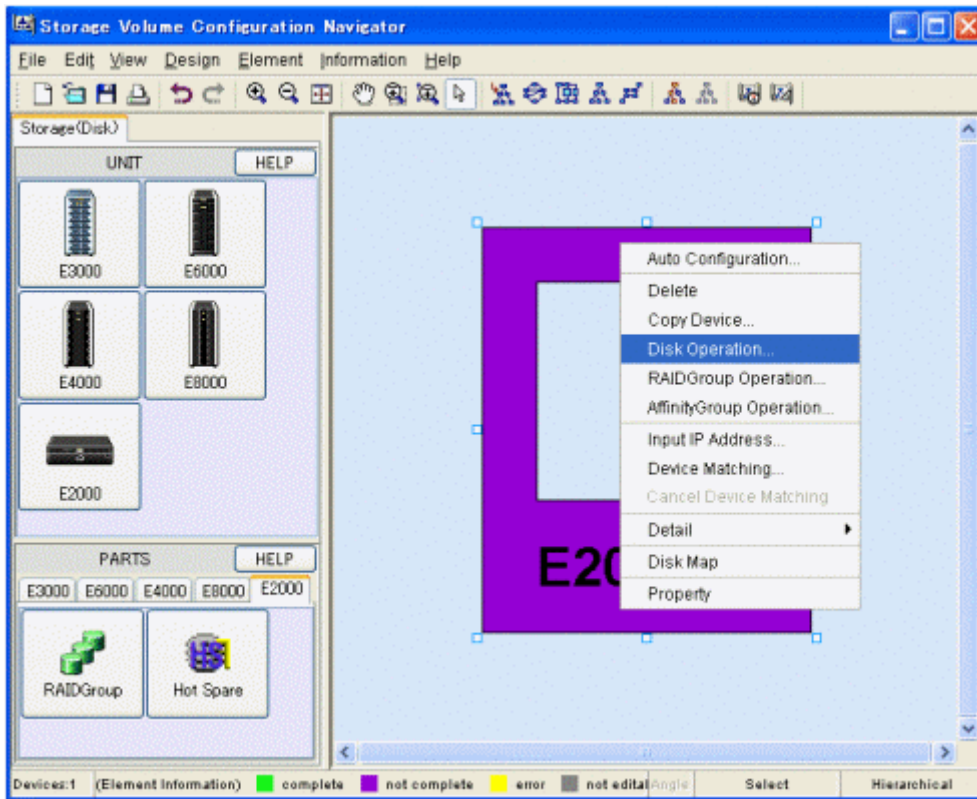 Storage Volume Configuration Navigator
File Edit View Design Element Information Help
Storage(Disk)
UNIT HELP
E3000 E6000
E4000 E8000
E2000
PARTS HELP
E3000 E6000 E4000 E8000 E2000
RAIDGroup Hot Spare
HS
E20
Auto Configuration...
Delete
Copy Device...
Disk Operation...
RAIDGroup Operation...
AffinityGroup Operation...
Input IP Address...
Device Matching...
Cancel Device Matching
Detail
Disk Map
Property
Devices:1 (Element Information) complete not complete error not edital Angle Select Hierarchical